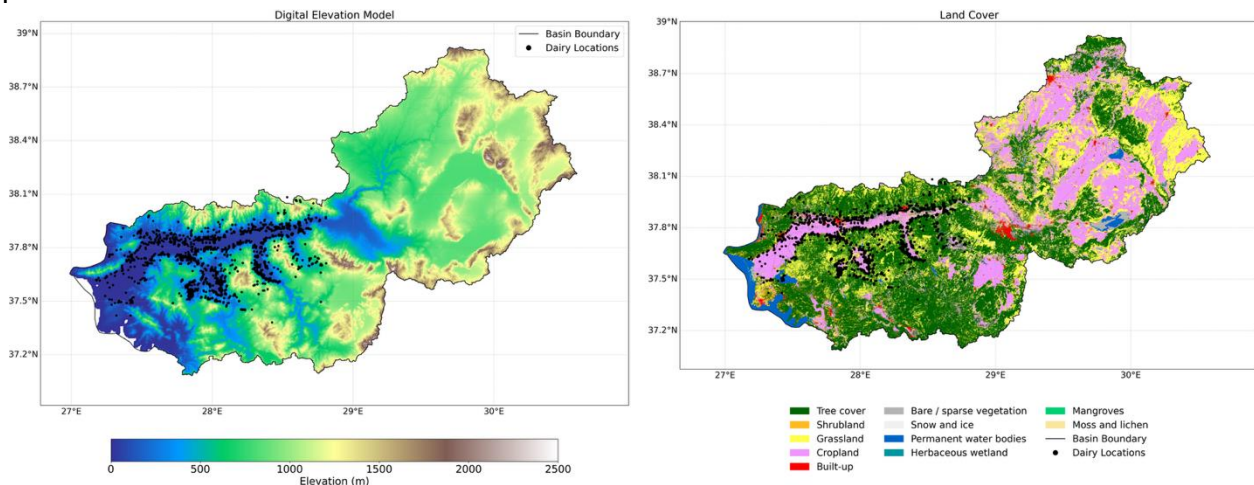 Digital Elevation Model
Basin Boundary
Dairy Locations
39°N
38.7°N
38.4°N
38.1°N
37.8°N
37.5°N
37.2°N
27°E
28°E
29°E
30°E
0
500
1000
1500
2000
2500
Elevation (m)
Land Cover
39°N
38.7°N
38.4°N
38.1°N
37.8°N
37.5°N
37.2°N
27°E
28°E
29°E
30°E
Tree cover
Shrubland
Grassland
Cropland
Built-up
Bare / sparse vegetation
Snow and ice
Permanent water bodies
Herbaceous wetland
Mangroves
Moss and lichen
Basin Boundary
Dairy Locations